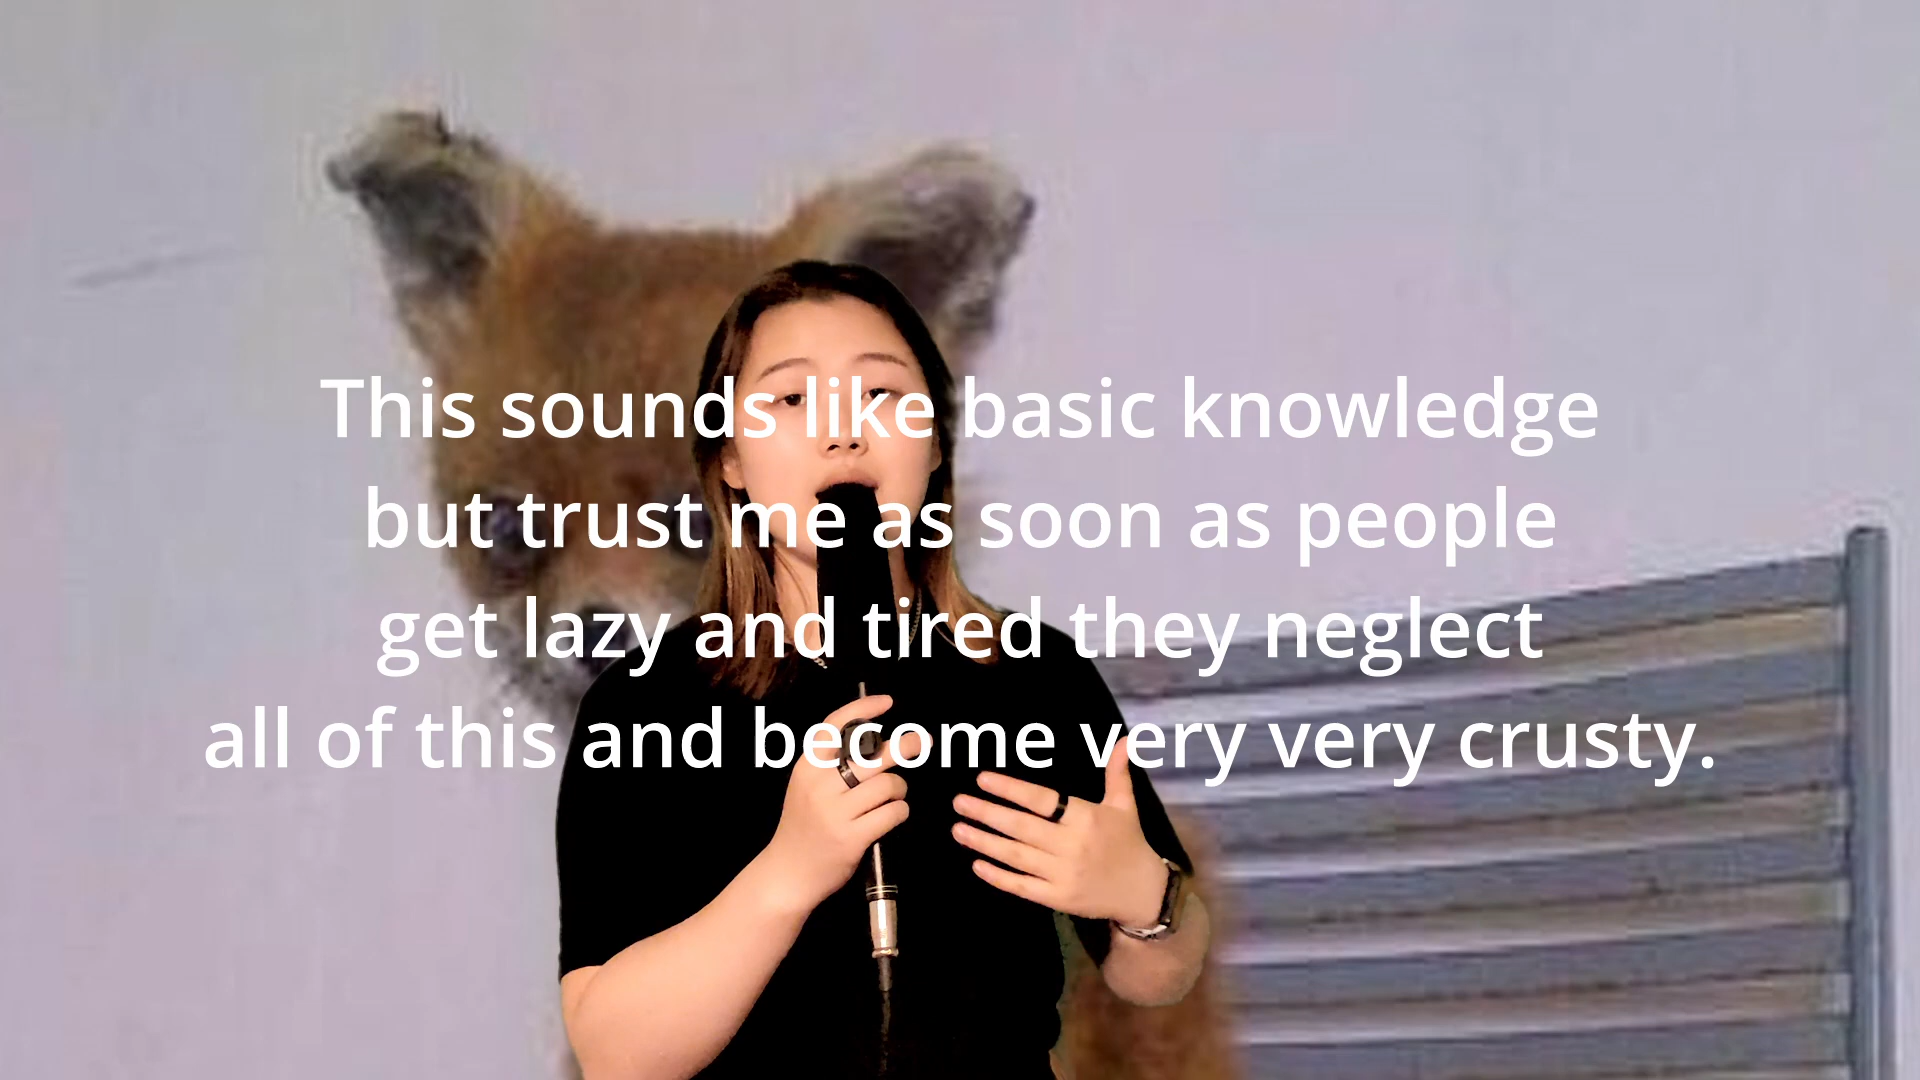 This sounds like basic knowledge
but trust me as soon as people
get lazy and tired they neglect
all of this and become very very crusty.